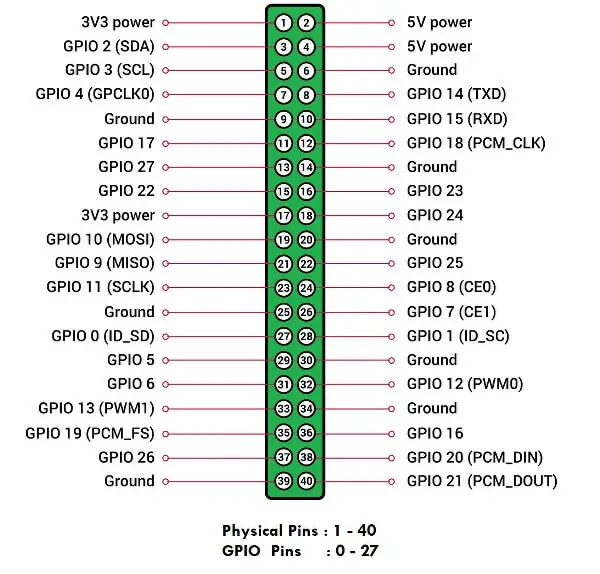 3V3 power 1 2 5V power
GPIO 2 (SDA) 3 4 5V power
GPIO 3 (SCL) 5 6 Ground
GPIO 4 (GPCLK0) 7 8 GPIO 14 (TXD)
Ground 9 10 GPIO 15 (RXD)
GPIO 17 11 12 GPIO 18 (PCM_CLK)
GPIO 27 13 14 Ground
GPIO 22 15 16 GPIO 23
3V3 power 17 18 GPIO 24
GPIO 10 (MOSI) 19 20 Ground
GPIO 9 (MISO) 21 22 GPIO 25
GPIO 11 (SCLK) 23 24 GPIO 8 (CE0)
Ground 25 26 GPIO 7 (CE1)
GPIO 0 (ID_SD) 27 28 GPIO 1 (ID_SC)
GPIO 5 29 30 Ground
GPIO 6 31 32 GPIO 12 (PWM0)
GPIO 13 (PWM1) 33 34 Ground
GPIO 19 (PCM_FS) 35 36 GPIO 16
GPIO 26 37 38 GPIO 20 (PCM_DIN)
Ground 39 40 GPIO 21 (PCM_DOUT)
Physical Pins : 1 - 40
GPIO Pins : 0 - 27